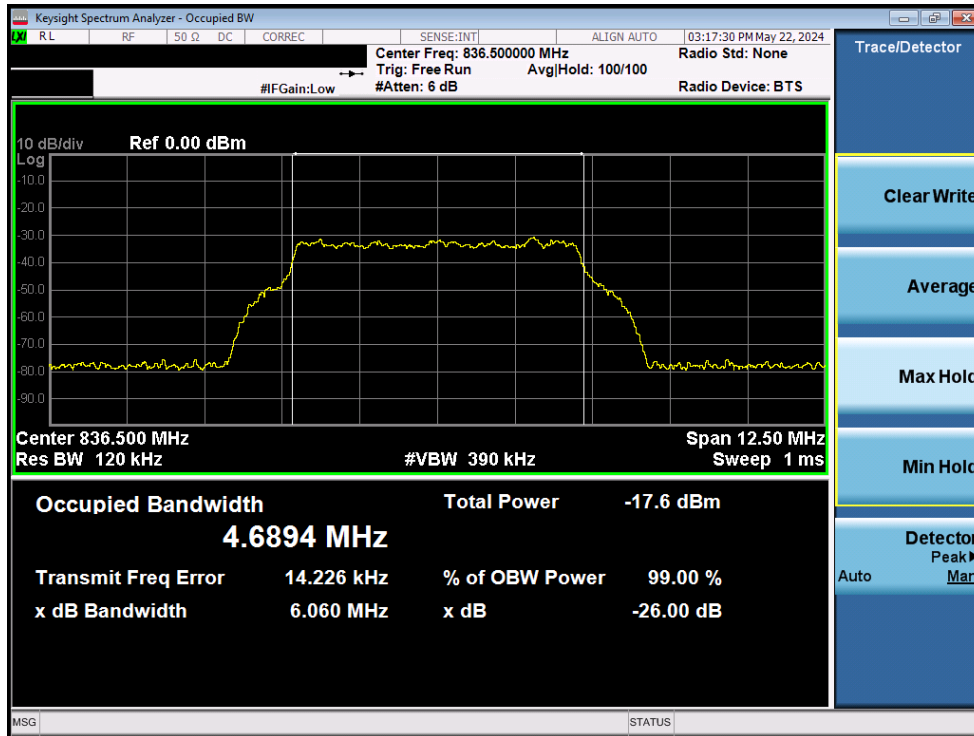 Keysight Spectrum Analyzer - Occupied BW
LXI RL RF 50 Ω DC CORREC SENSE:INT ALIGN AUTO 03:17:30 PM May 22, 2024
Center Freq: 836.500000 MHz Radio Std: None
Trig: Free Run Avg|Hold: 100/100
#IFGain:Low #Atten: 6 dB Radio Device: BTS
Trace/Detector
10 dB/div Ref 0.00 dBm
Log
-10.0
-20.0
-30.0
-40.0
-50.0
-60.0
-70.0
-80.0
-90.0
Center 836.500 MHz Span 12.50 MHz
Res BW 120 kHz #VBW 390 kHz Sweep 1 ms
Occupied Bandwidth Total Power -17.6 dBm
4.6894 MHz
Transmit Freq Error 14.226 kHz % of OBW Power 99.00 %
x dB Bandwidth 6.060 MHz x dB -26.00 dB
Clear Write
Average
Max Hold
Min Hold
Detector
Peak
Auto Man
MSG STATUS